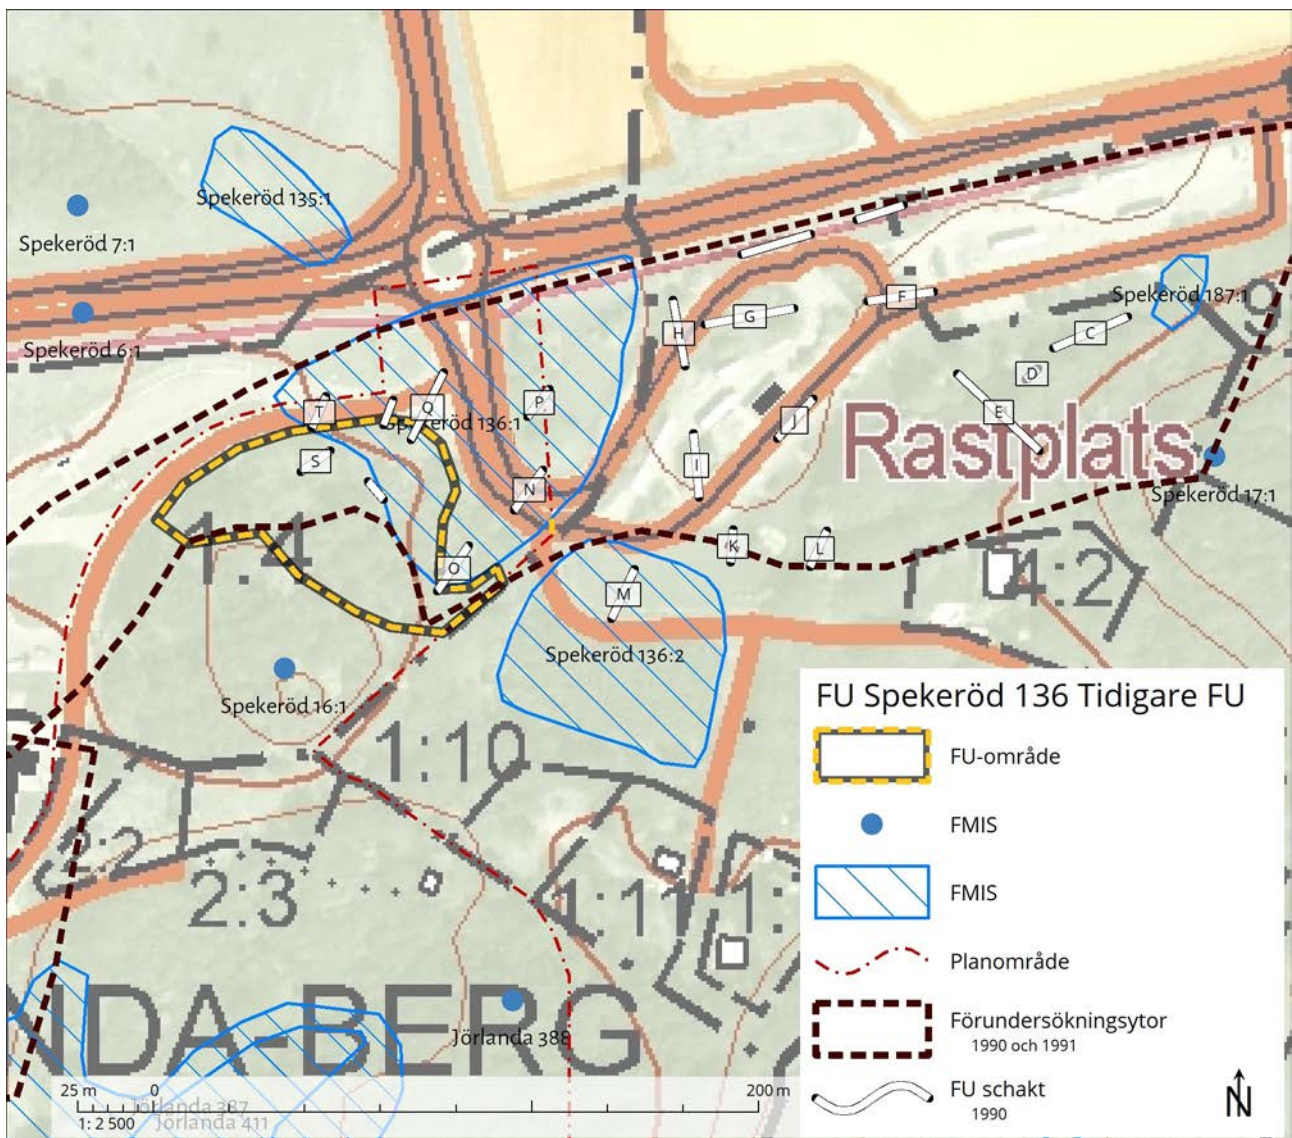 Spekeröd 135:1
Spekeröd 7:1
Spekeröd 6:1
Spekeröd 187:1
F
G
H
C
D
E
T
Q
P
J
Spekeröd 136:1
Rastplats
S
I
N
Spekeröd 17:1
1:4
K
L
O
4:2
M
Spekeröd 136:2
Spekeröd 16:1
1:10
2:2
2:3
1:11
1:
NDA-BERG
Jörlanda 388
Jörlanda 387
Jörlanda 411
25 m 0 200 m
1: 2 500
FU Spekeröd 136 Tidigare FU
FU-område
FMIS
FMIS
Planområde
Förundersökningsytor
1990 och 1991
FU schakt
1990
N